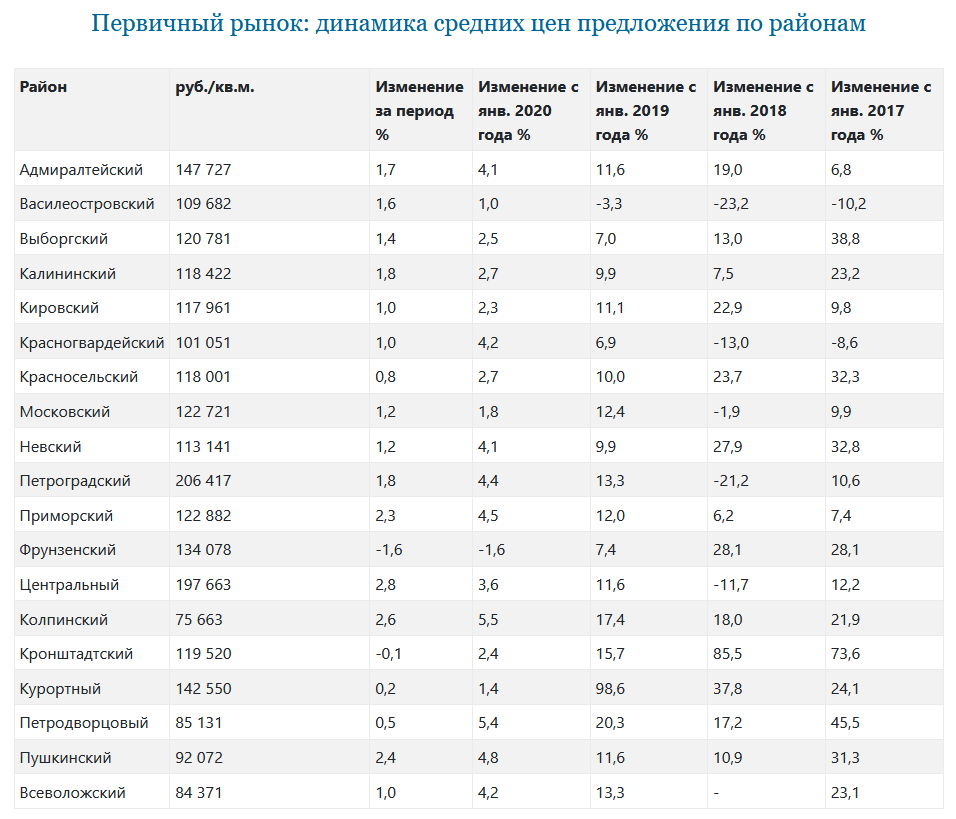 Первичный рынок: динамика средних цен предложения по районам
Район руб./кв.м. Изменение за период % Изменение с янв. 2020 года % Изменение с янв. 2019 года % Изменение с янв. 2018 года % Изменение с янв. 2017 года %
Адмиралтейский 147 727 1,7 4,1 11,6 19,0 6,8
Василеостровский 109 682 1,6 1,0 -3,3 -23,2 -10,2
Выборгский 120 781 1,4 2,5 7,0 13,0 38,8
Калининский 118 422 1,8 2,7 9,9 7,5 23,2
Кировский 117 961 1,0 2,3 11,1 22,9 9,8
Красногвардейский 101 051 1,0 4,2 6,9 -13,0 -8,6
Красносельский 118 001 0,8 2,7 10,0 23,7 32,3
Московский 122 721 1,2 1,8 12,4 -1,9 9,9
Невский 113 141 1,2 4,1 9,9 27,9 32,8
Петроградский 206 417 1,8 4,4 13,3 -21,2 10,6
Приморский 122 882 2,3 4,5 12,0 6,2 7,4
Фрунзенский 134 078 -1,6 -1,6 7,4 28,1 28,1
Центральный 197 663 2,8 3,6 11,6 -11,7 12,2
Колпинский 75 663 2,6 5,5 17,4 18,0 21,9
Кронштадтский 119 520 -0,1 2,4 15,7 85,5 73,6
Курортный 142 550 0,2 1,4 98,6 37,8 24,1
Петродворцовый 85 131 0,5 5,4 20,3 17,2 45,5
Пушкинский 92 072 2,4 4,8 11,6 10,9 31,3
Всеволожский 84 371 1,0 4,2 13,3 - 23,1